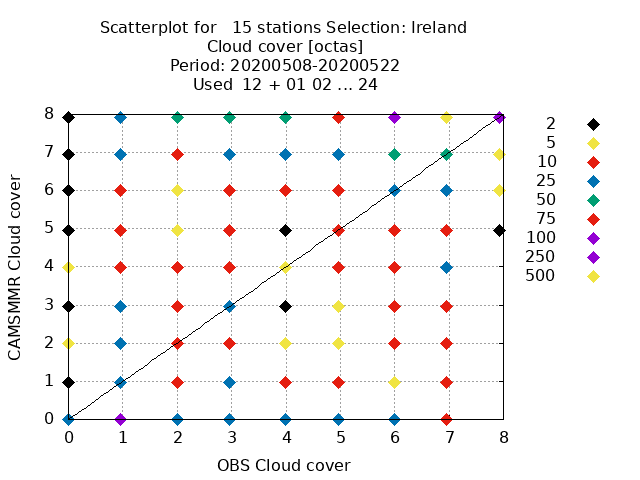 Scatterplot for 15 stations Selection: Ireland
Cloud cover [octas]
Period: 20200508-20200522
Used 12 + 01 02 ... 24
8
7
6
5
4
3
2
1
0
0 1 2 3 4 5 6 7 8
CAMSMMR Cloud cover
OBS Cloud cover
2
5
10
25
50
75
100
250
500